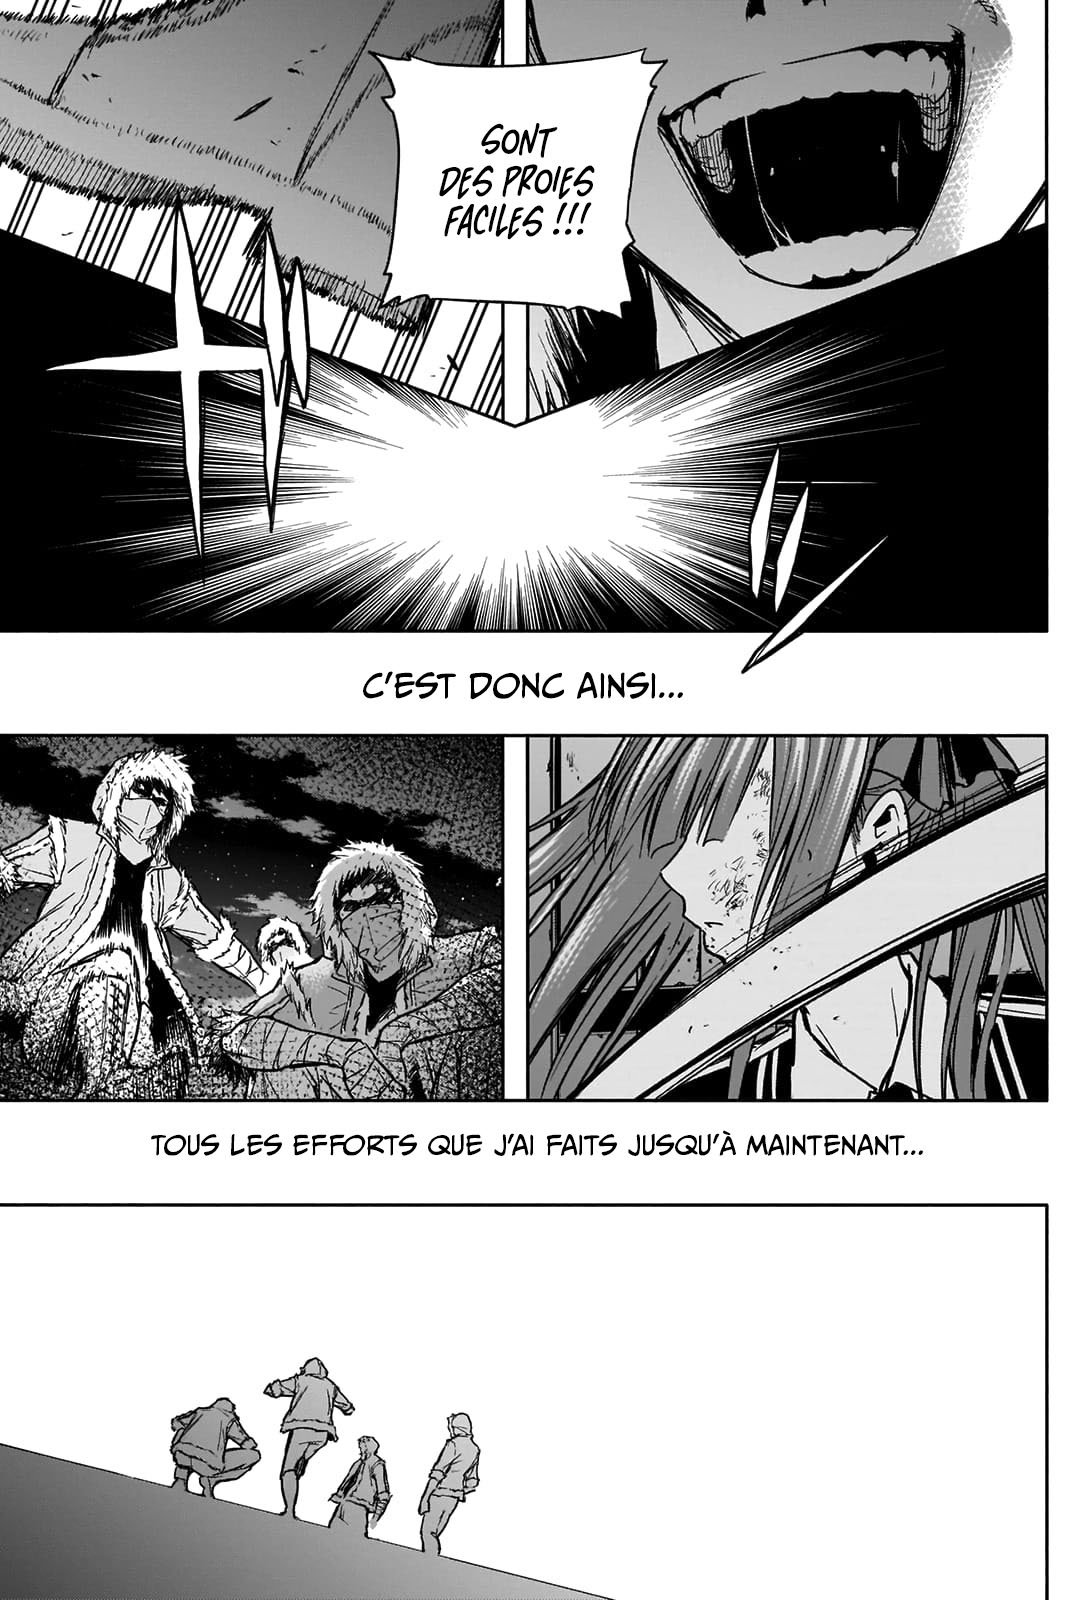 SONT
DES PROIES
FACILES !!!
C'EST DONC AINSI...
TOUS LES EFFORTS QUE J'AI FAITS JUSQU'À MAINTENANT...